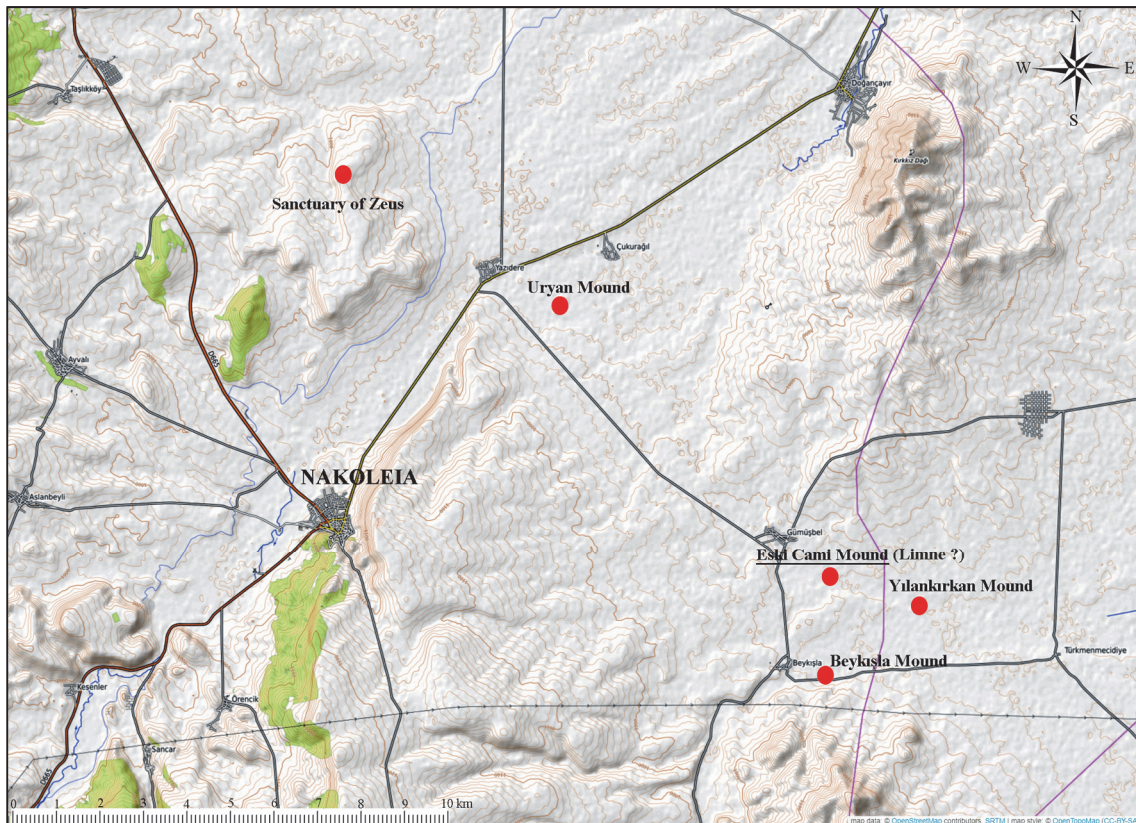 N
W E
S
Taşlıkköy
Doğançayır
Kırkkız Dağı
Sanctuary of Zeus
Çukurağıl
Yazıdere
Uryan Mound
D665
Ayvalı
NAKOLEIA
Aslanbeyli
Gümüşbel
Eski Cami Mound (Limne ?)
Yılankırkan Mound
Türkmenmecidiye
Beykışla
Beykısla Mound
Kesenler
Örencik
Sancar
D665
0 1 2 3 4 5 6 7 8 9 10 km
map data: © OpenStreetMap contributors, SRTM | map style: © OpenTopoMap (CC-BY-SA